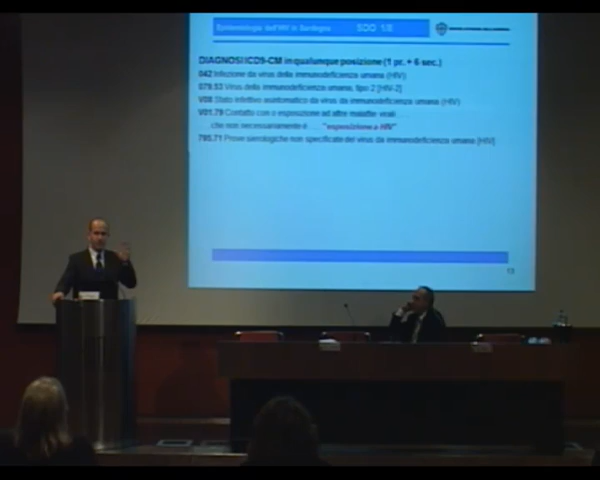 Epidemiologia dell'HIV in Sardegna
SDO 1/8
DIAGNOSI ICD9-CM in qualunque posizione (1 pr. + 6 sec.)
042 Infezione da virus della immunodeficienza umana (HIV)
079.53 Virus della immunodeficienza umana, tipo 2 [HIV-2]
V08 Stato infettivo asintomatico da virus da immunodeficienza umana (HIV)
V01.79 Contatto con o esposizione ad altre malattie virali ...
che non necessariamente è ... "esposizione a HIV"
795.71 Prove sierologiche non specifiche del virus da immunodeficienza umana [HIV]
13